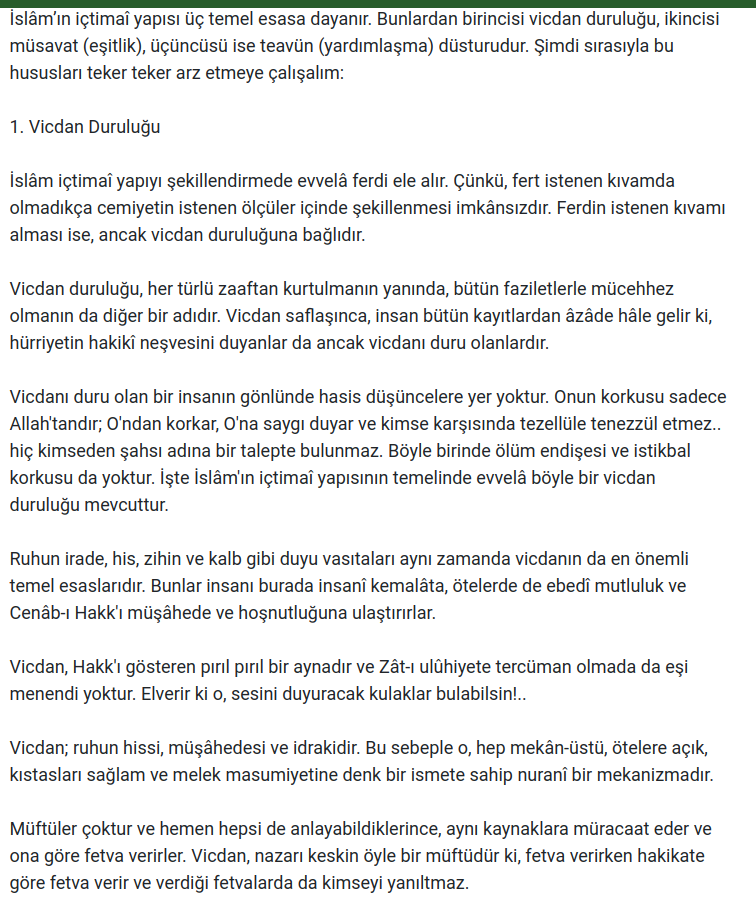 İslâm’ın içtimaî yapısı üç temel esasa dayanır. Bunlardan birincisi vicdan duruluğu, ikincisi
müsavat (eşitlik), üçüncüsü ise teavün (yardımlaşma) düsturudur. Şimdi sırasıyla bu
hususları teker teker arz etmeye çalışalım:
1. Vicdan Duruluğu
İslâm içtimaî yapıyı şekillendirmede evvelâ ferdi ele alır. Çünkü, fert istenen kıvamda
olmadıkça cemiyetin istenen ölçüler içinde şekillenmesi imkânsızdır. Ferdin istenen kıvamı
alması ise, ancak vicdan duruluğuna bağlıdır.
Vicdan duruluğu, her türlü zaaftan kurtulmanın yanında, bütün faziletlerle mücehhez
olmanın da diğer bir adıdır. Vicdan saflaşınca, insan bütün kayıtlardan âzâde hâle gelir ki,
hürriyetin hakikî neşvesini duyanlar da ancak vicdanı duru olanlardır.
Vicdanı duru olan bir insanın gönlünde hasis düşüncelere yer yoktur. Onun korkusu sadece
Allah'tandır; O'ndan korkar, O'na saygı duyar ve kimse karşısında tezellüle tenezzül etmez..
hiç kimseden şahsı adına bir talepte bulunmaz. Böyle birinde ölüm endişesi ve istikbal
korkusu da yoktur. İşte İslâm'ın içtimaî yapısının temelinde evvelâ böyle bir vicdan
duruluğu mevcuttur.
Ruhun irade, his, zihin ve kalb gibi duyu vasıtaları aynı zamanda vicdanın da en önemli
temel esaslarıdır. Bunlar insanı burada insanî kemalâta, ötelerde de ebedî mutluluk ve
Cenâb-ı Hakk'ı müşâhede ve hoşnutluğuna ulaştırırlar.
Vicdan, Hakk'ı gösteren pırıl pırıl bir aynadır ve Zât-ı ulûhiyete tercüman olmada da eşi
menendi yoktur. Elverir ki o, sesini duyuracak kulaklar bulabilsin!..
Vicdan; ruhun hissi, müşâhedesi ve idrakidir. Bu sebeple o, hep mekân-üstü, ötelere açık,
kıstasları sağlam ve melek masumiyetine denk bir ismete sahip nuranî bir mekanizmadır.
Müftüler çoktur ve hemen hepsi de anlayabildiklerince, aynı kaynaklara müracaat eder ve
ona göre fetva verirler. Vicdan, nazarı keskin öyle bir müftüdür ki, fetva verirken hakikate
göre fetva verir ve verdiği fetvalarda da kimseyi yanıltmaz.